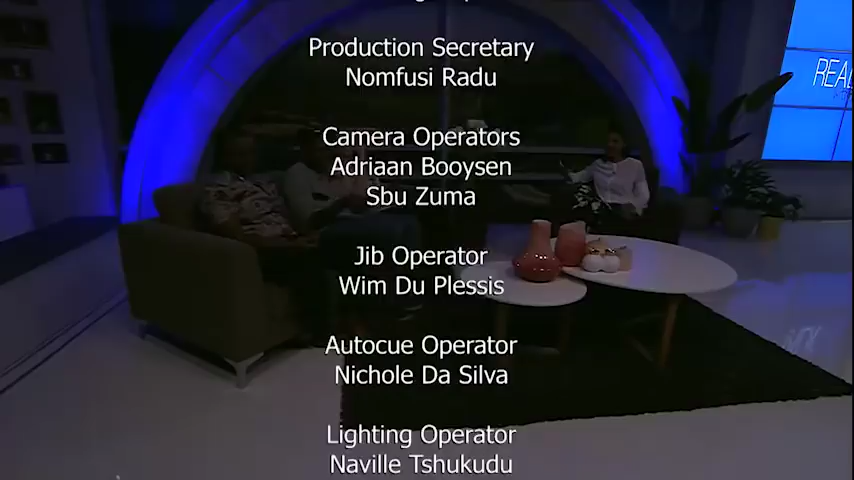 Production Secretary
Nomfusi Radu
Camera Operators
Adriaan Booysen
Sbu Zuma
Jib Operator
Wim Du Plessis
Autocue Operator
Nichole Da Silva
Lighting Operator
Naville Tshukudu